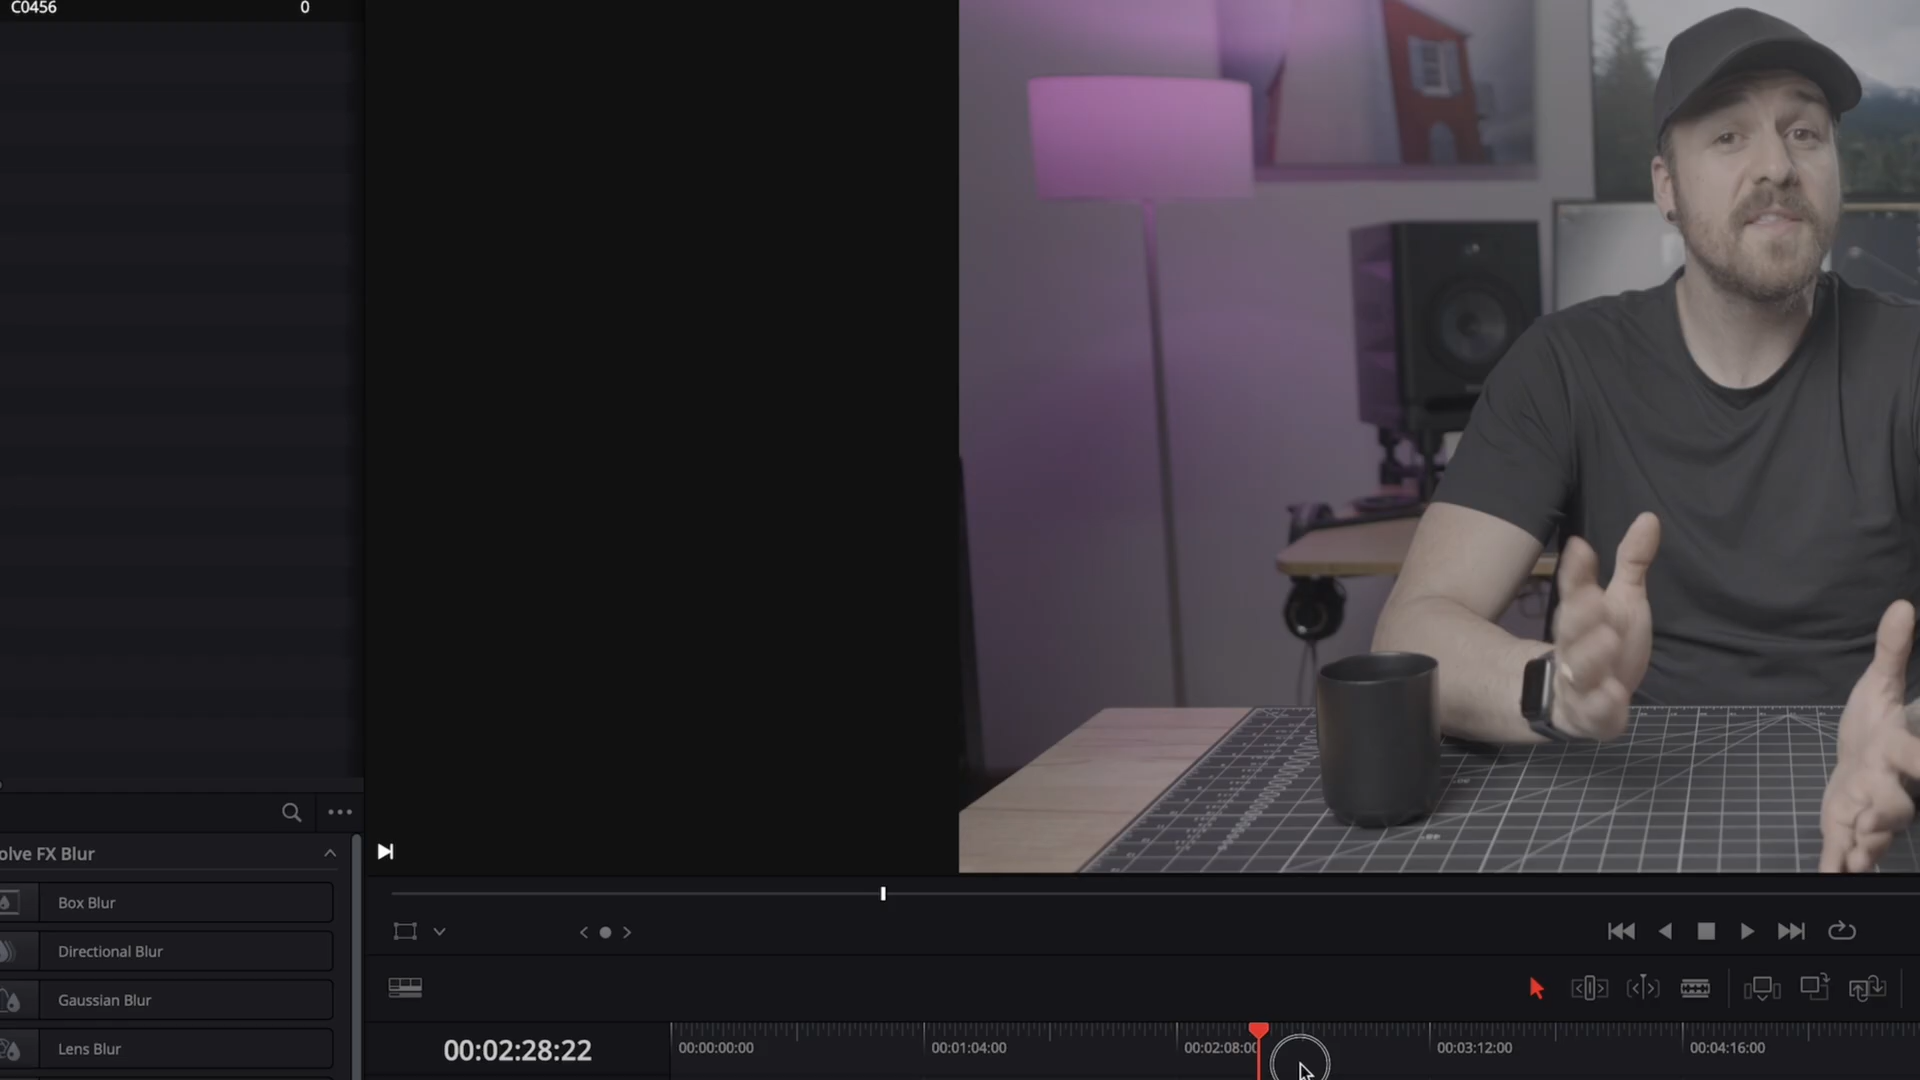 C0456 0
olve FX Blur
Box Blur
Directional Blur
Gaussian Blur
Lens Blur
00:02:28:22
00:00:00:00 00:01:04:00 00:02:08:00 00:03:12:00 00:04:16:00